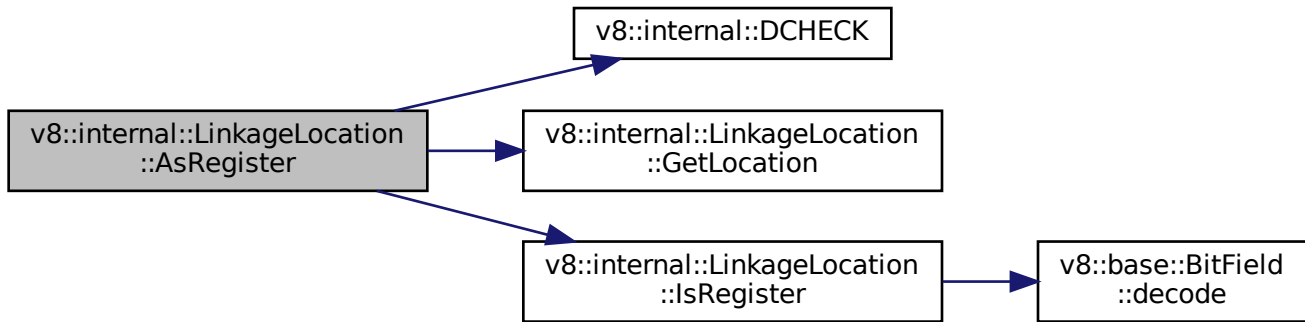 v8::internal::DCHECK
v8::internal::LinkageLocation
::AsRegister
v8::internal::LinkageLocation
::GetLocation
v8::internal::LinkageLocation
::IsRegister
v8::base::BitField
::decode